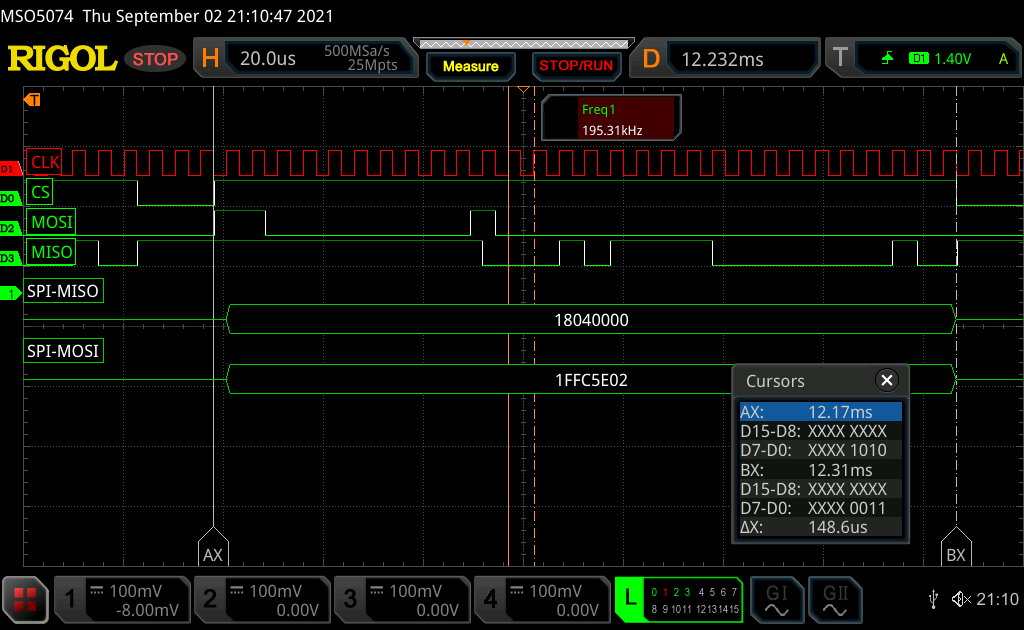 MSO5074 Thu September 02 21:10:47 2021
RIGOL STOP H 20.0us 500MSa/s 25Mpts Measure STOP/RUN D 12.232ms T D1 1.40V A
T
Freq1
195.31kHz
D1 CLK
D0 CS
D2 MOSI
D3 MISO
1 SPI-MISO
18040000
SPI-MOSI
1FFC5E02
Cursors
AX: 12.17ms
D15-D8: XXXX XXXX
D7-D0: XXXX 1010
BX: 12.31ms
D15-D8: XXXX XXXX
D7-D0: XXXX 0011
ΔX: 148.6us
AX BX
1 100mV -8.00mV 2 100mV 0.00V 3 100mV 0.00V 4 100mV 0.00V L 0 1 2 3 4 5 6 7
8 9 10 11 12 13 14 15 GI GII 21:10